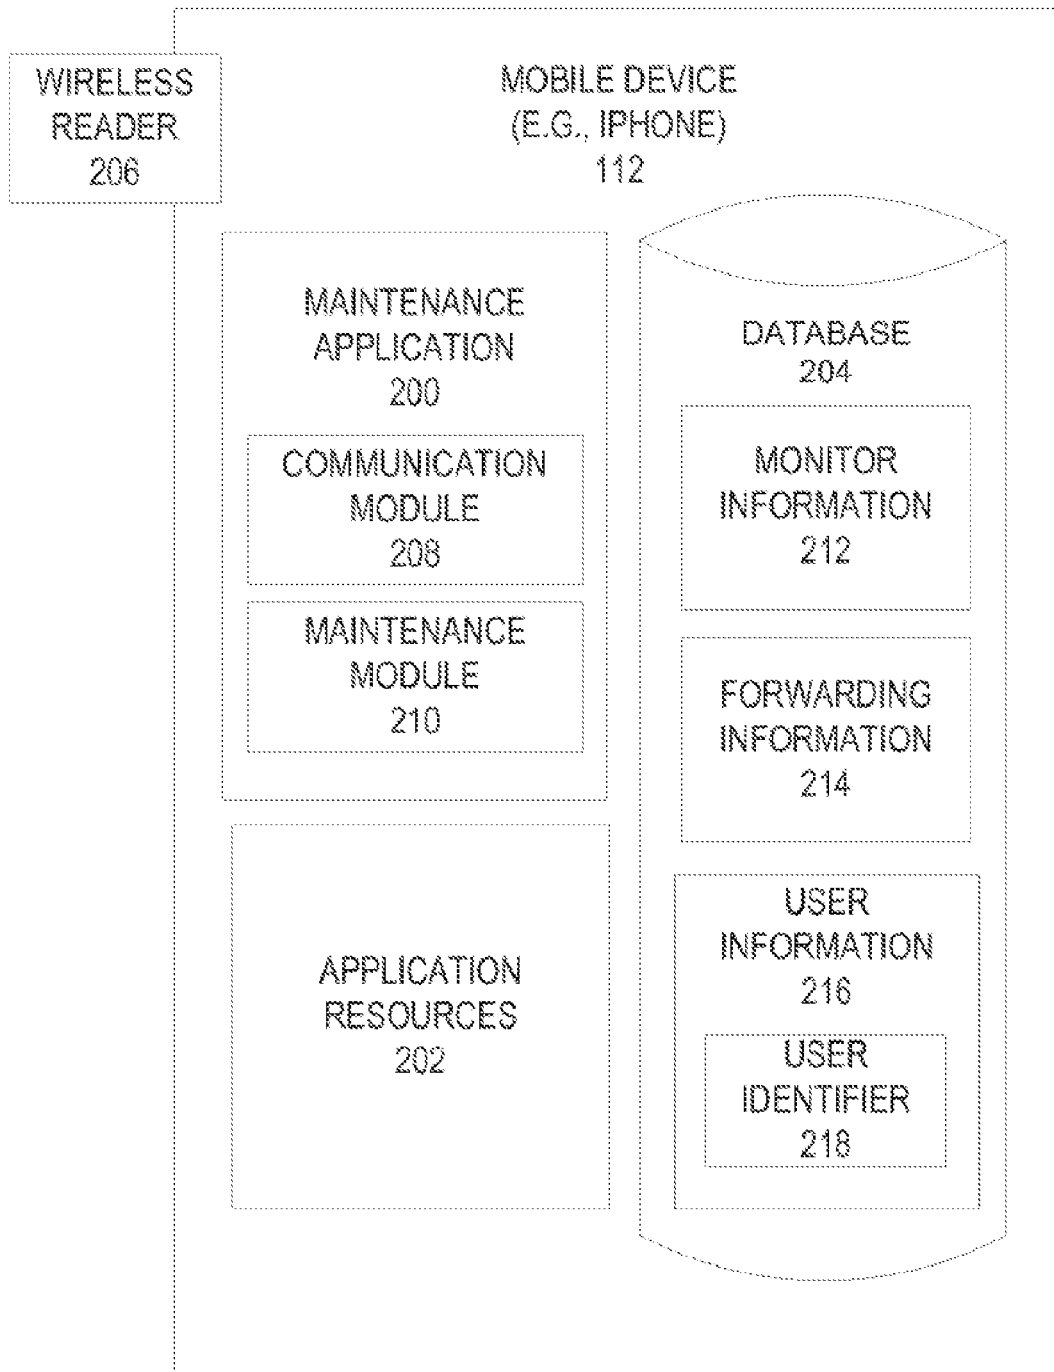 WIRELESS
READER
206
MOBILE DEVICE
(E.G., IPHONE)
112
MAINTENANCE
APPLICATION
200
COMMUNICATION
MODULE
208
MAINTENANCE
MODULE
210
APPLICATION
RESOURCES
202
DATABASE
204
MONITOR
INFORMATION
212
FORWARDING
INFORMATION
214
USER
INFORMATION
216
USER
IDENTIFIER
218